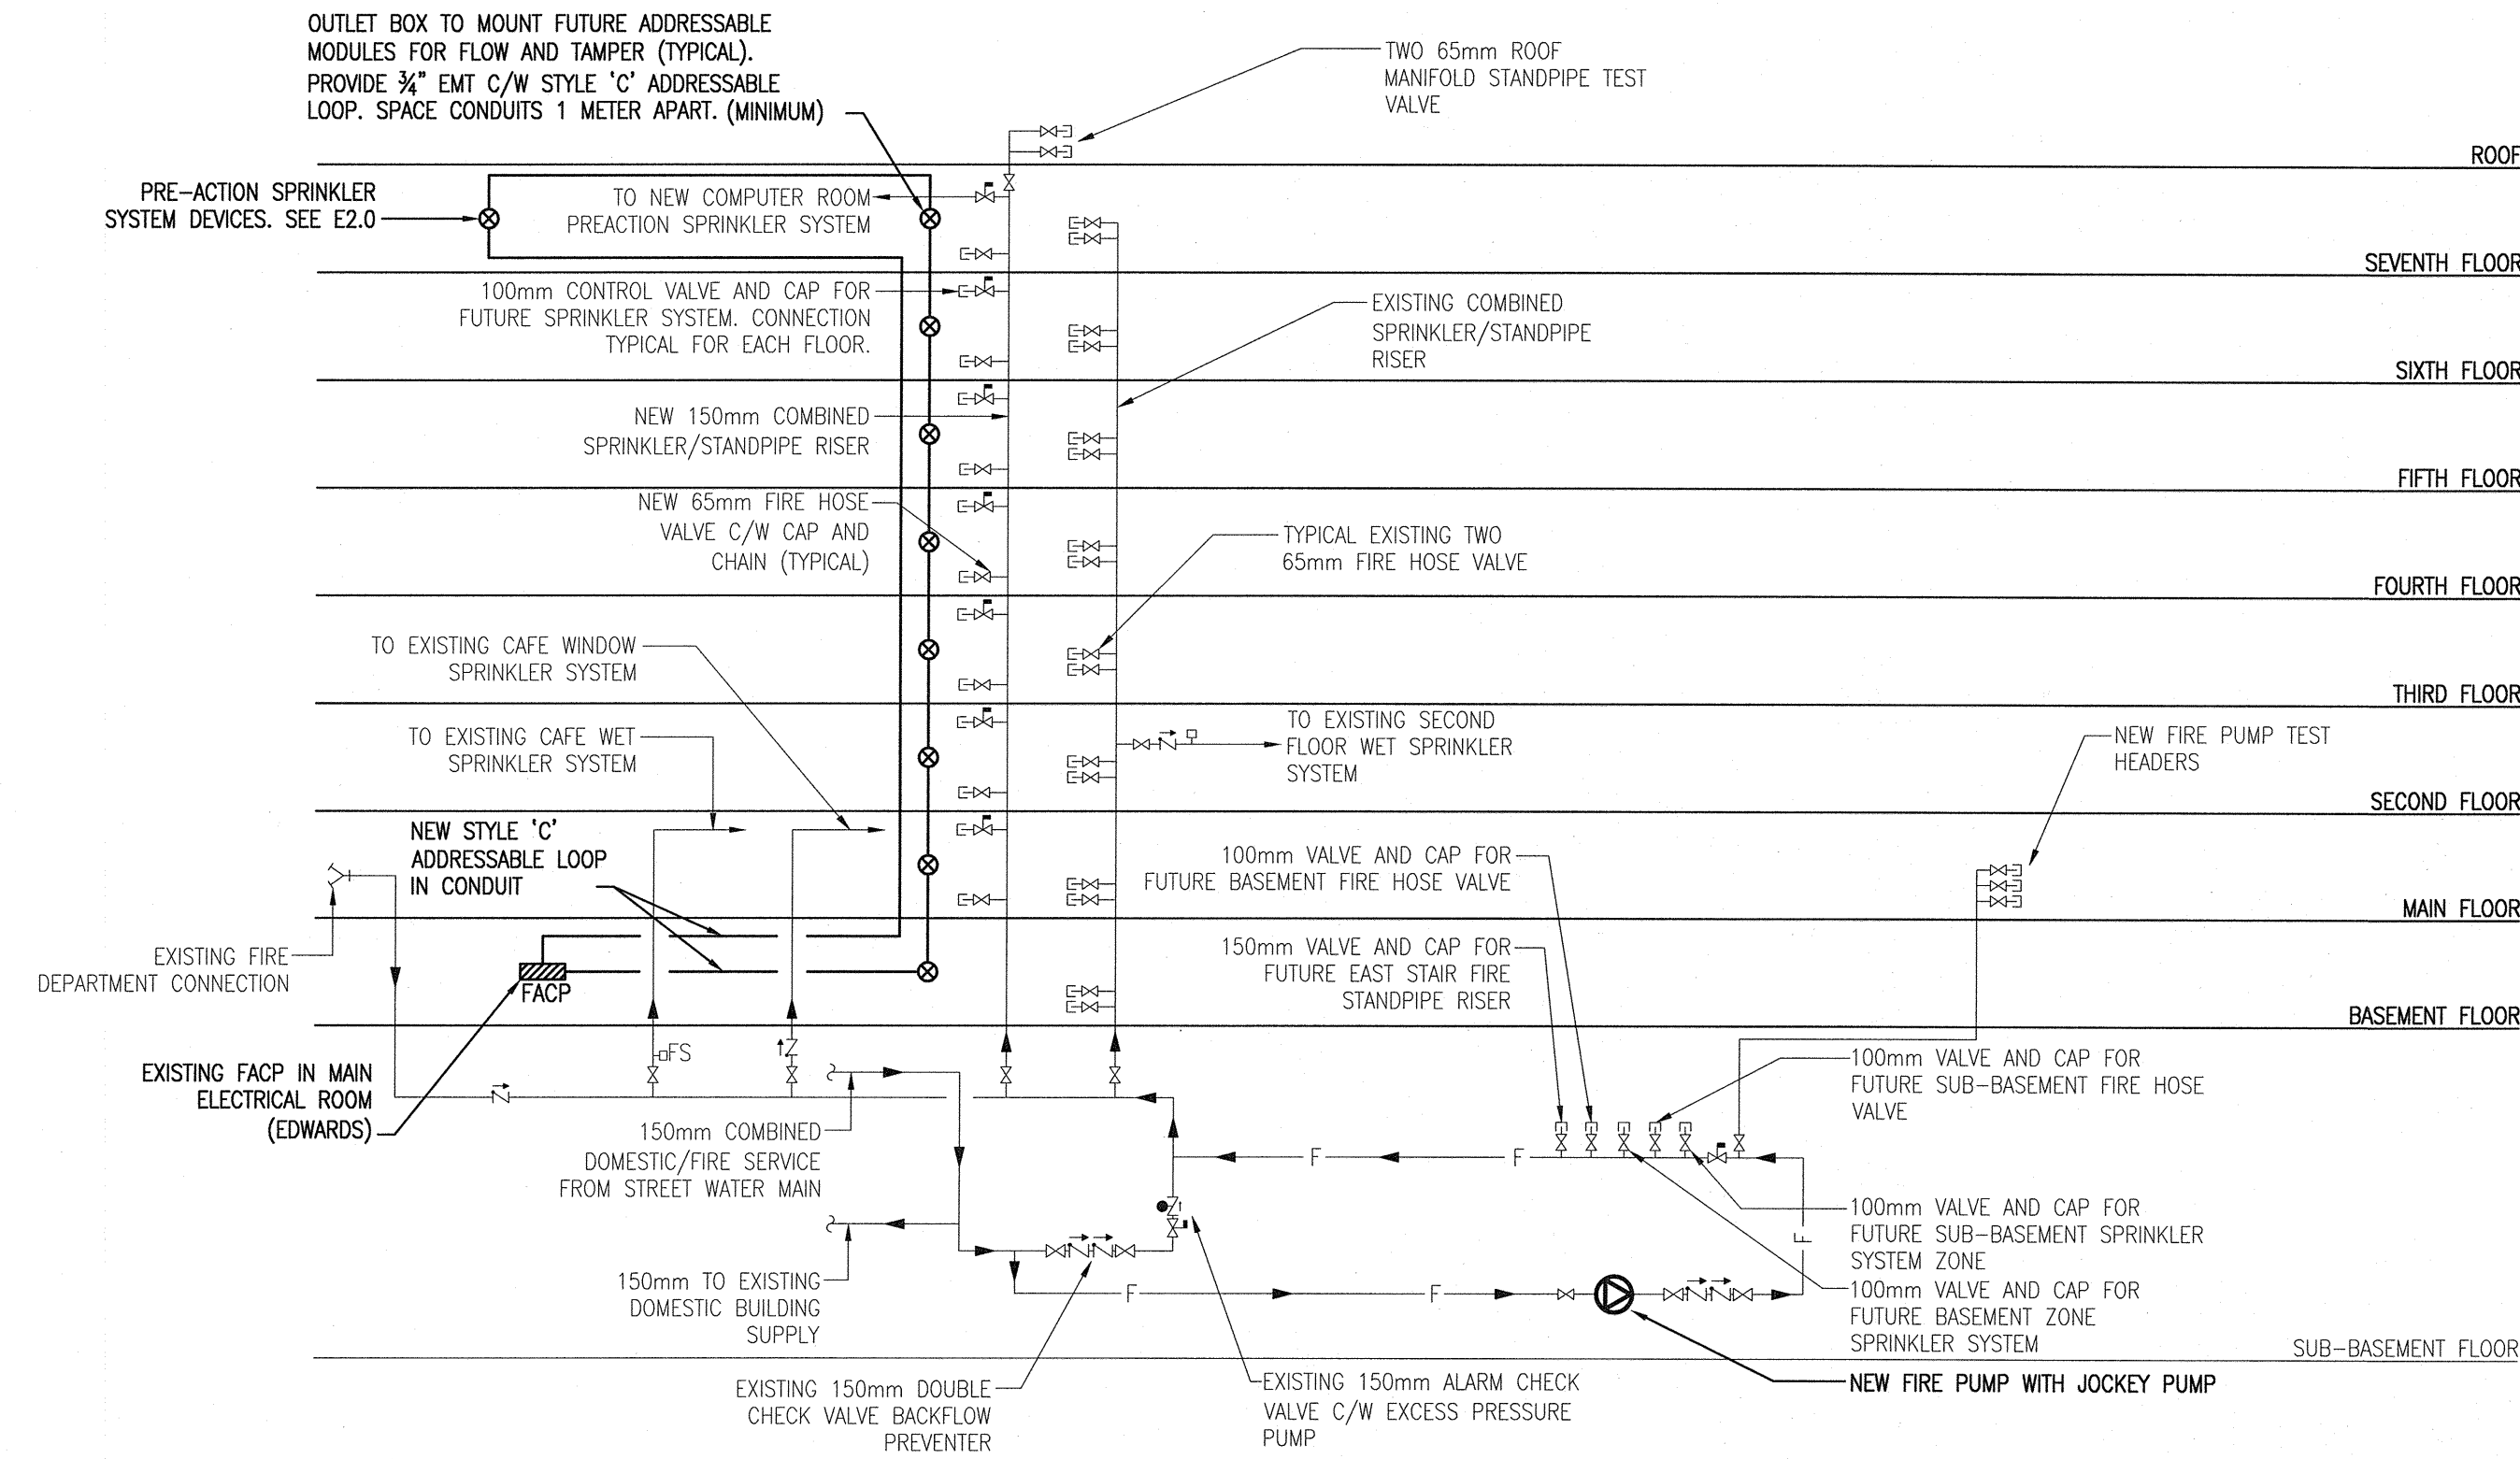 OUTLET BOX TO MOUNT FUTURE ADDRESSABLE
MODULES FOR FLOW AND TAMPER (TYPICAL).
PROVIDE ¾" EMT C/W STYLE 'C' ADDRESSABLE
LOOP. SPACE CONDUITS 1 METER APART. (MINIMUM)
TWO 65mm ROOF
MANIFOLD STANDPIPE TEST
VALVE
ROOF
PRE-ACTION SPRINKLER
SYSTEM DEVICES. SEE E2.0
TO NEW COMPUTER ROOM
PREACTION SPRINKLER SYSTEM
SEVENTH FLOOR
100mm CONTROL VALVE AND CAP FOR
FUTURE SPRINKLER SYSTEM. CONNECTION
TYPICAL FOR EACH FLOOR.
EXISTING COMBINED
SPRINKLER/STANDPIPE
RISER
SIXTH FLOOR
NEW 150mm COMBINED
SPRINKLER/STANDPIPE RISER
FIFTH FLOOR
NEW 65mm FIRE HOSE
VALVE C/W CAP AND
CHAIN (TYPICAL)
TYPICAL EXISTING TWO
65mm FIRE HOSE VALVE
FOURTH FLOOR
TO EXISTING CAFE WINDOW
SPRINKLER SYSTEM
THIRD FLOOR
TO EXISTING CAFE WET
SPRINKLER SYSTEM
TO EXISTING SECOND
FLOOR WET SPRINKLER
SYSTEM
NEW FIRE PUMP TEST
HEADERS
SECOND FLOOR
NEW STYLE 'C'
ADDRESSABLE LOOP
IN CONDUIT
100mm VALVE AND CAP FOR
FUTURE BASEMENT FIRE HOSE VALVE
MAIN FLOOR
EXISTING FIRE
DEPARTMENT CONNECTION
FACP
150mm VALVE AND CAP FOR
FUTURE EAST STAIR FIRE
STANDPIPE RISER
BASEMENT FLOOR
EXISTING FACP IN MAIN
ELECTRICAL ROOM
(EDWARDS)
FS
100mm VALVE AND CAP FOR
FUTURE SUB-BASEMENT FIRE HOSE
VALVE
150mm COMBINED
DOMESTIC/FIRE SERVICE
FROM STREET WATER MAIN
F
F
100mm VALVE AND CAP FOR
FUTURE SUB-BASEMENT SPRINKLER
SYSTEM ZONE
F
150mm TO EXISTING
DOMESTIC BUILDING
SUPPLY
F
F
100mm VALVE AND CAP FOR
FUTURE BASEMENT ZONE
SPRINKLER SYSTEM
SUB-BASEMENT FLOOR
EXISTING 150mm DOUBLE
CHECK VALVE BACKFLOW
PREVENTER
EXISTING 150mm ALARM CHECK
VALVE C/W EXCESS PRESSURE
PUMP
NEW FIRE PUMP WITH JOCKEY PUMP